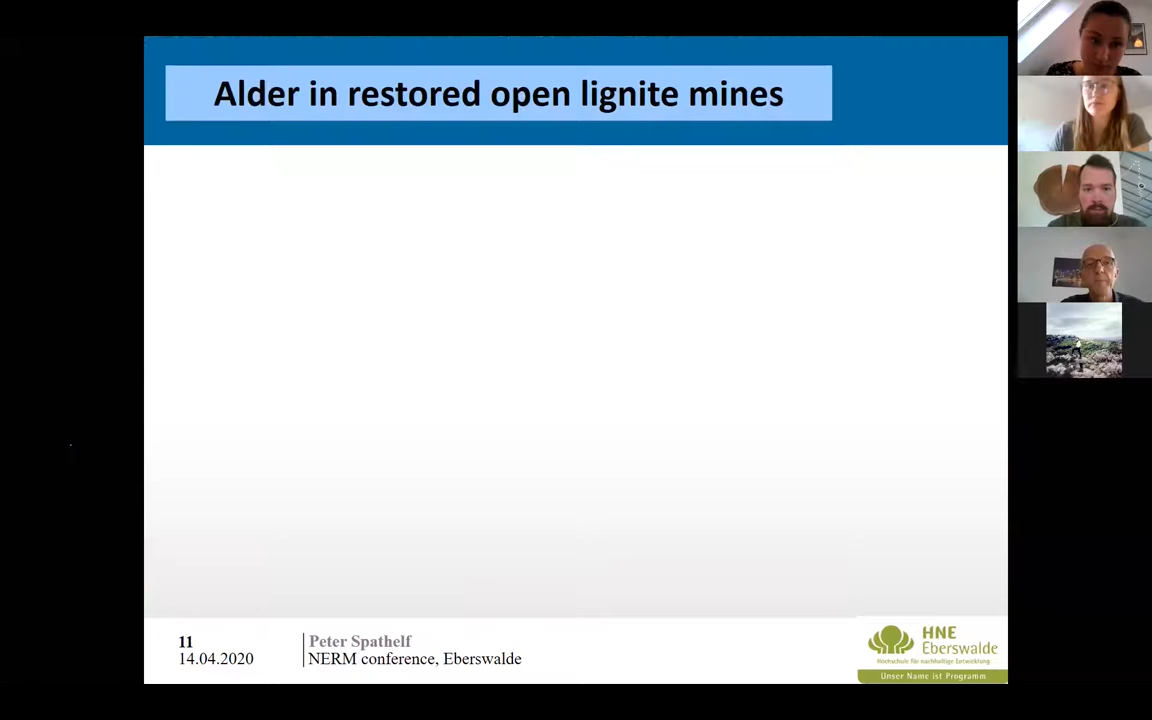 Alder in restored open lignite mines
11
14.04.2020
Peter Spathelf
NERM conference, Eberswalde
HNE
Eberswalde
Hochschule für nachhaltige Entwicklung
Unser Name ist Programm